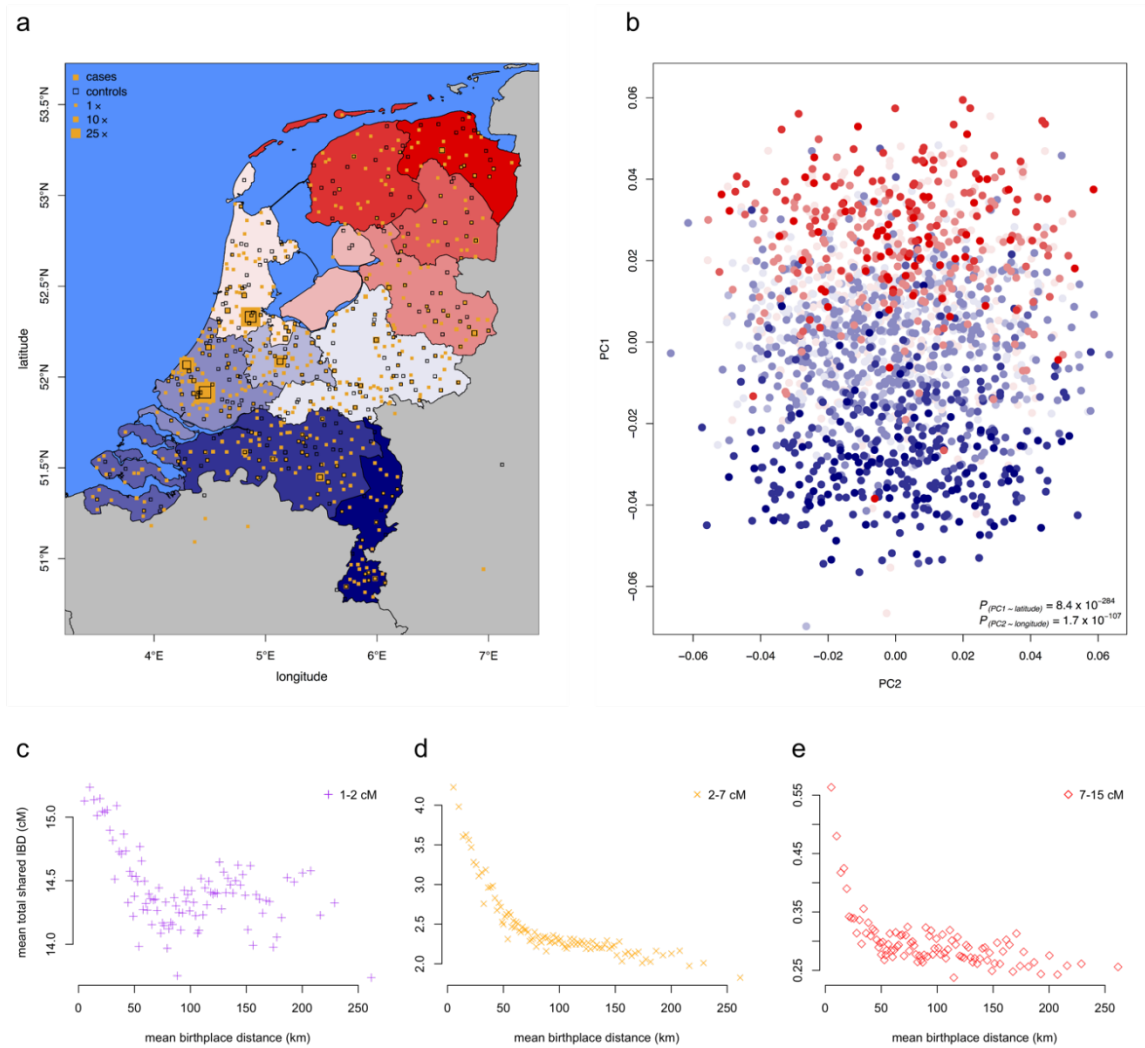 a
cases
controls
1 ×
10 ×
25 ×
53.5°N
53°N
52.5°N
52°N
51.5°N
51°N
latitude
4°E 5°E 6°E 7°E
longitude
b
0.06
0.04
0.02
0.00
−0.02
−0.04
−0.06
PC1
P (PC1 ~ latitude) = 8.4 x 10−284
P (PC2 ~ longitude) = 1.7 x 10−107
−0.06 −0.04 −0.02 0.00 0.02 0.04 0.06
PC2
c
1-2 cM
15.0
14.5
14.0
mean total shared IBD (cM)
0 50 100 150 200 250
mean birthplace distance (km)
d
2-7 cM
4.0
3.5
3.0
2.5
2.0
0 50 100 150 200 250
mean birthplace distance (km)
e
7-15 cM
0.55
0.45
0.35
0.25
0 50 100 150 200 250
mean birthplace distance (km)